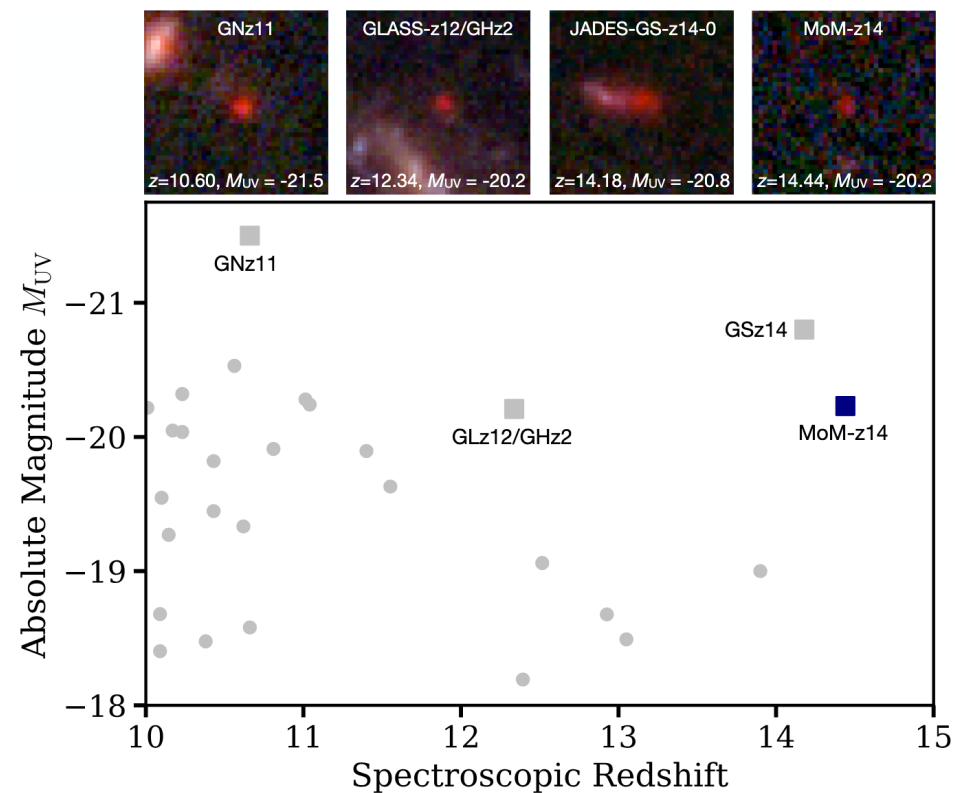 GNz11
z=10.60, MUV = -21.5
GLASS-z12/GHz2
z=12.34, MUV = -20.2
JADES-GS-z14-0
z=14.18, MUV = -20.8
MoM-z14
z=14.44, MUV = -20.2
Absolute Magnitude MUV
−21
−20
−19
−18
GNz11
GSz14
GLz12/GHz2
MoM-z14
10 11 12 13 14 15
Spectroscopic Redshift